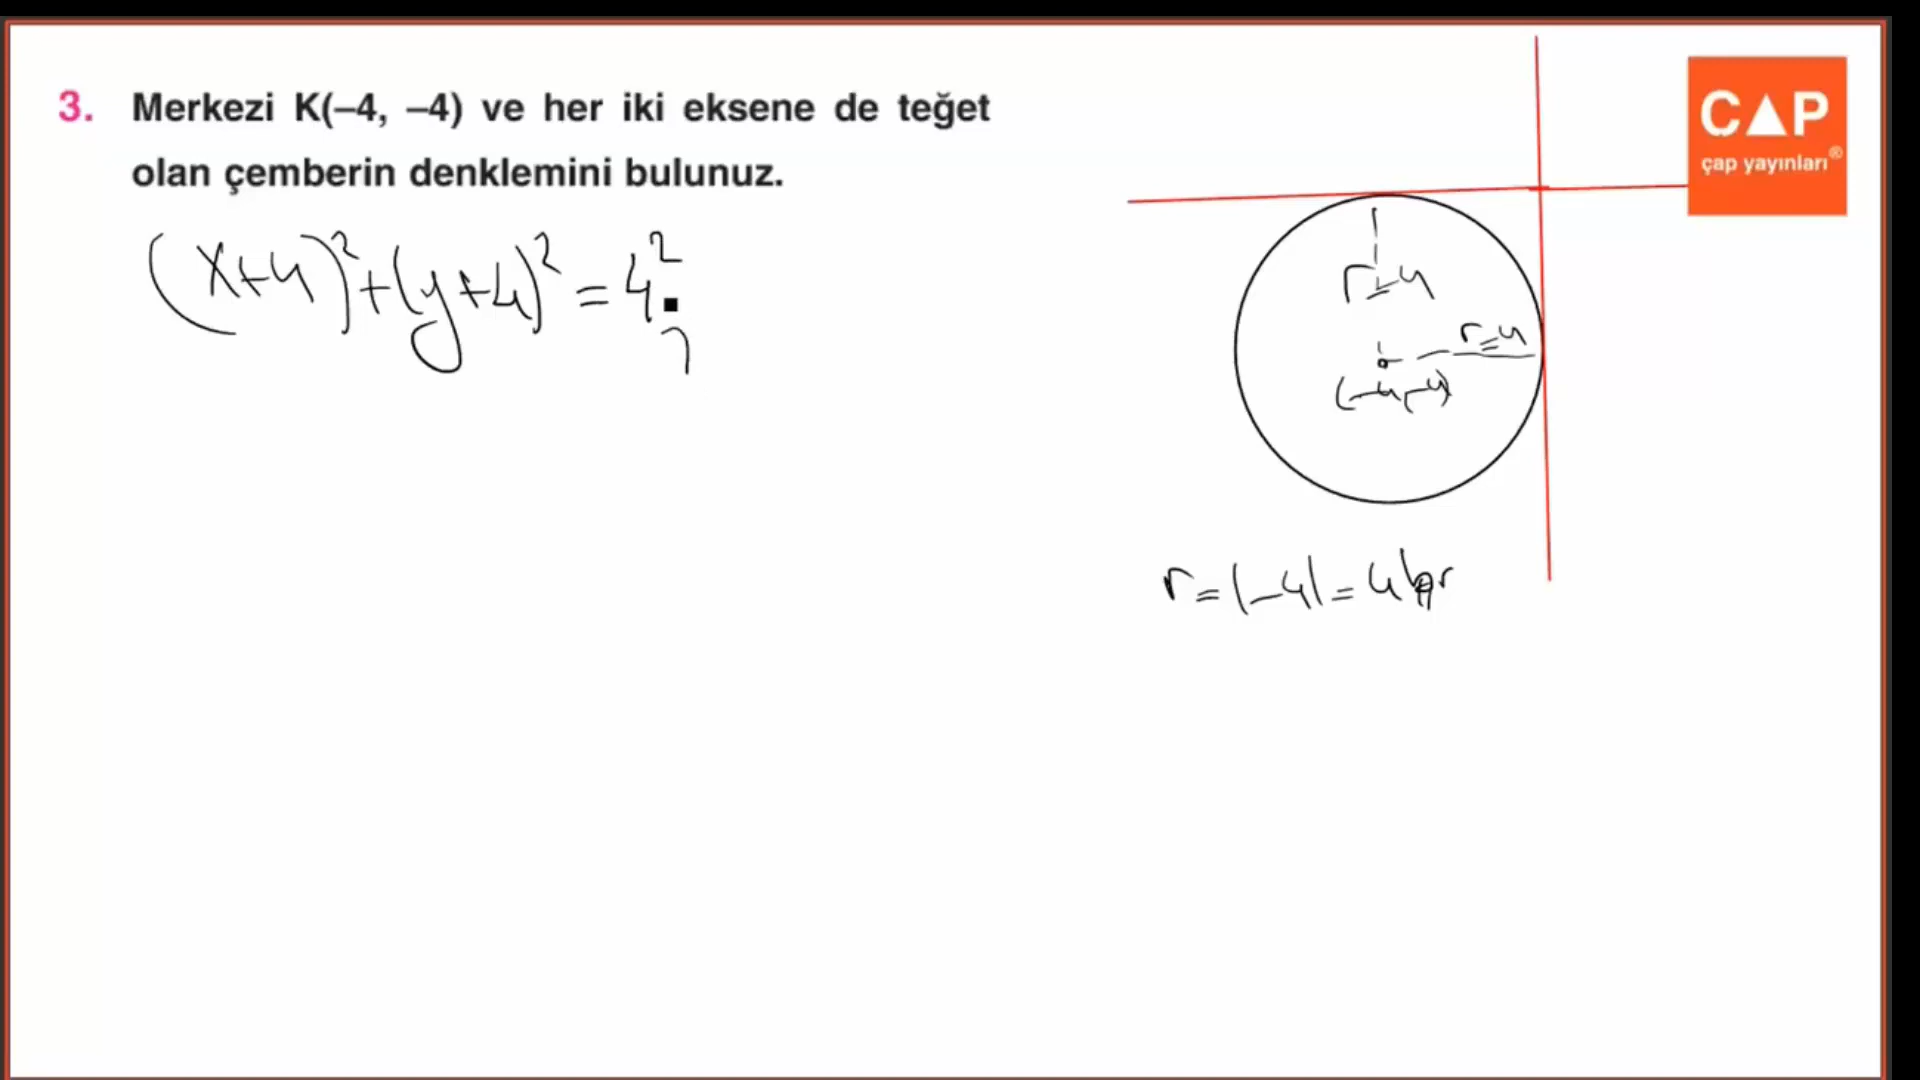 3. Merkezi K(–4, –4) ve her iki eksene de teğet
olan çemberin denklemini bulunuz.
(x+4)²+(y+4)²=4²
CAP
çap yayınları®
r=4
r=4
(-4,-4)
r=|-4|=4br